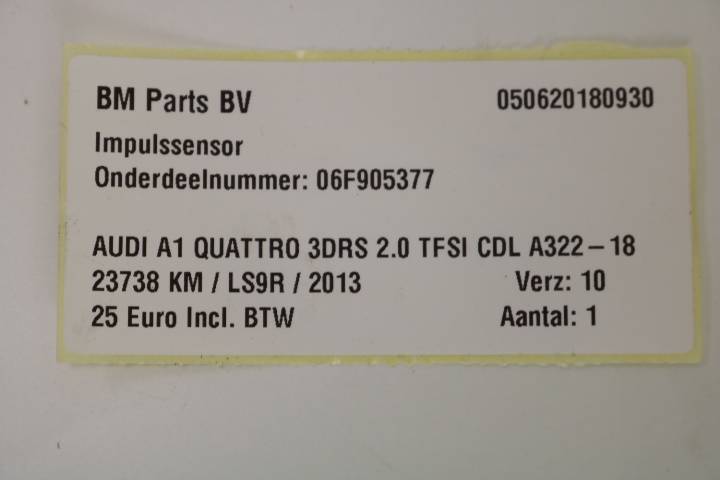 BM Parts BV 050620180930
Impulssensor
Onderdeelnummer: 06F905377
AUDI A1 QUATTRO 3DRS 2.0 TFSI CDL A322-18
23738 KM / LS9R / 2013 Verz: 10
25 Euro Incl. BTW Aantal: 1